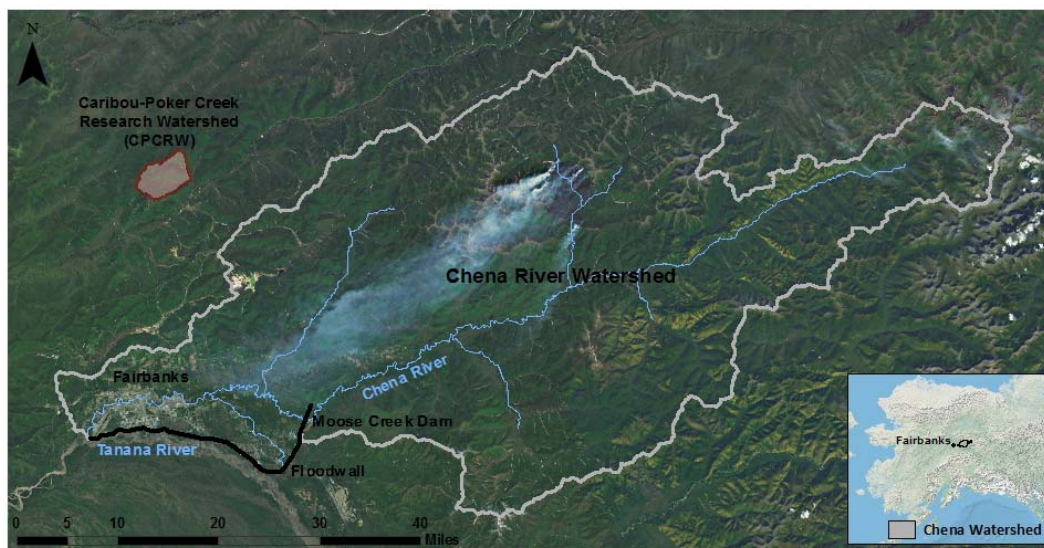 N
Caribou-Poker Creek
Research Watershed
(CPCRW)
Chena River Watershed
Fairbanks
Chena River
Moose Creek Dam
Tanana River
Floodwall
Fairbanks
0 5 10 20 30 40
Miles
Chena Watershed